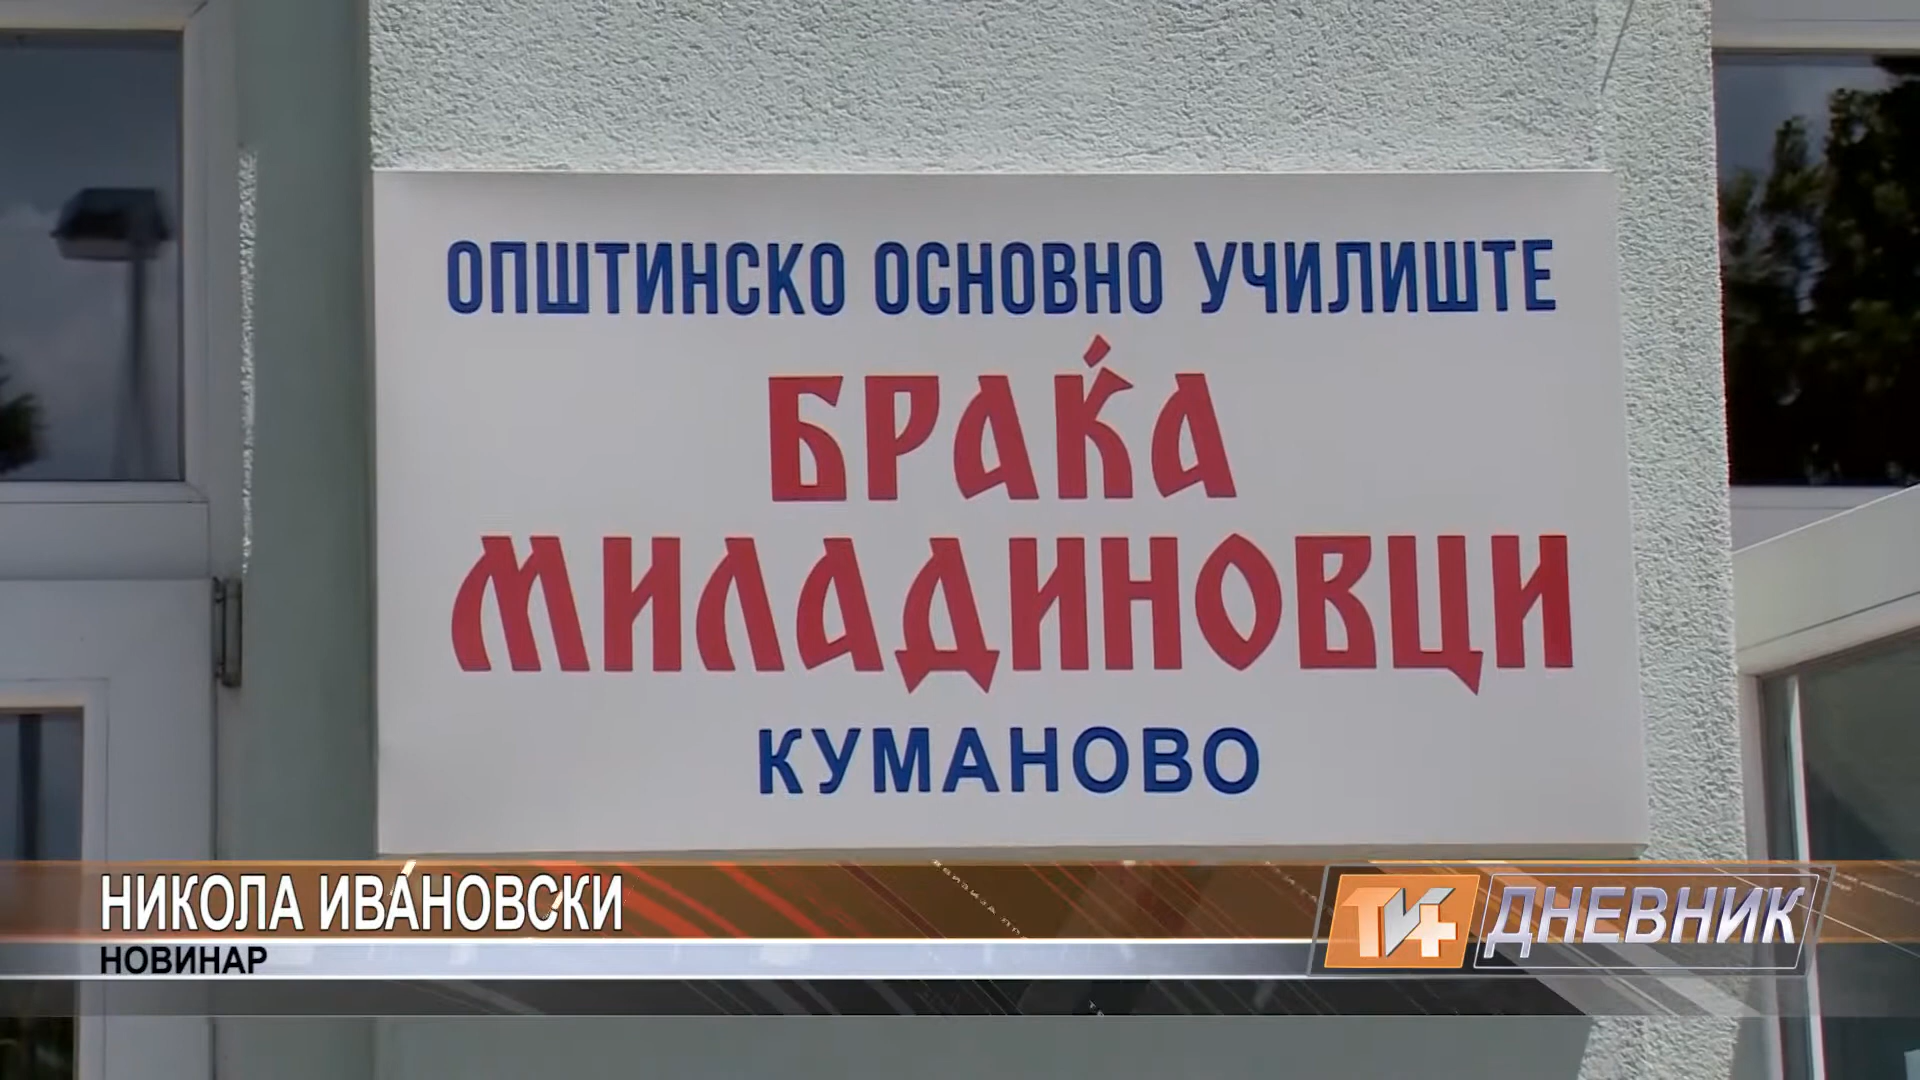 ОПШТИНСКО ОСНОВНО УЧИЛИШТЕ
БРАЌА
МИЛАДИНОВЦИ
КУМАНОВО
НИКОЛА ИВАНОВСКИ
НОВИНАР
ДНЕВНИК